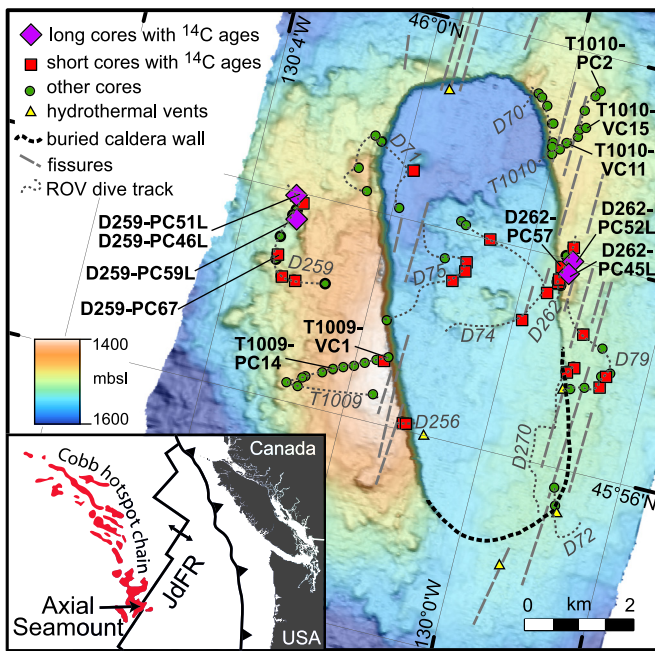 long cores with 14C ages
short cores with 14C ages
other cores
hydrothermal vents
buried caldera wall
fissures
ROV dive track
130°4'W
46°0'N
T1010-
PC2
T1010-
VC15
T1010-
VC11
D70
T1010
D71
D259-PC51L
D259-PC46L
D259-PC59L
D259-PC67
D259
D262-
PC57
D262-
PC52L
D262-
PC45L
D75
D74
D262
D79
T1009-
VC1
T1009-
PC14
T1009
D256
D270
D72
45°56'N
130°0'W
1400
mbsl
1600
0 km 2
Canada
Cobb hotspot chain
JdFR
Axial
Seamount
USA